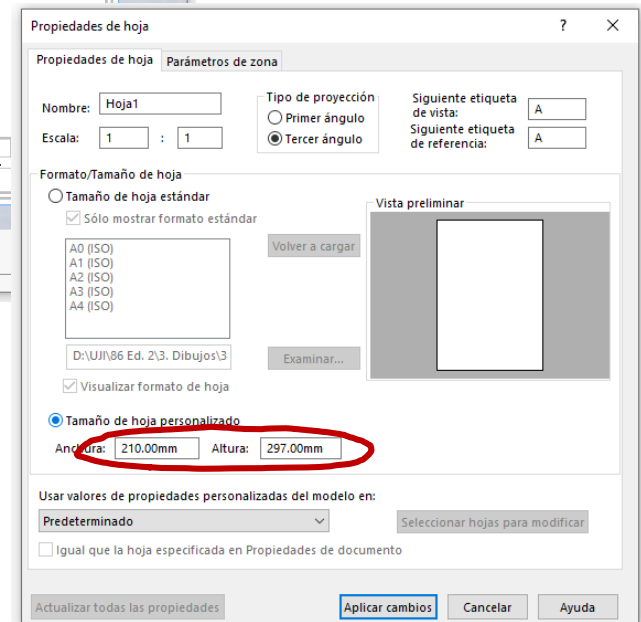 Propiedades de hoja ? ×
Propiedades de hoja Parámetros de zona
Nombre: Hoja1
Escala: 1 : 1
Tipo de proyección
Primer ángulo
Tercer ángulo
Siguiente etiqueta
de vista: A
Siguiente etiqueta
de referencia: A
Formato/Tamaño de hoja
Tamaño de hoja estándar
Sólo mostrar formato estándar
A0 (ISO)
A1 (ISO)
A2 (ISO)
A3 (ISO)
A4 (ISO)
Volver a cargar
D:\UJI\86 Ed. 2\3. Dibujos\3
Examinar...
Visualizar formato de hoja
Vista preliminar
Tamaño de hoja personalizado
Anchura: 210.00mm Altura: 297.00mm
Usar valores de propiedades personalizadas del modelo en:
Predeterminado
Seleccionar hojas para modificar
Igual que la hoja especificada en Propiedades de documento
Actualizar todas las propiedades Aplicar cambios Cancelar Ayuda